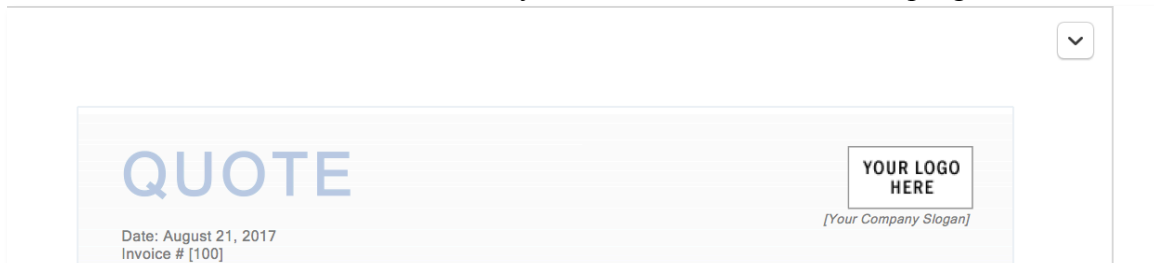 QUOTE
YOUR LOGO
HERE
[Your Company Slogan]
Date: August 21, 2017
Invoice # [100]